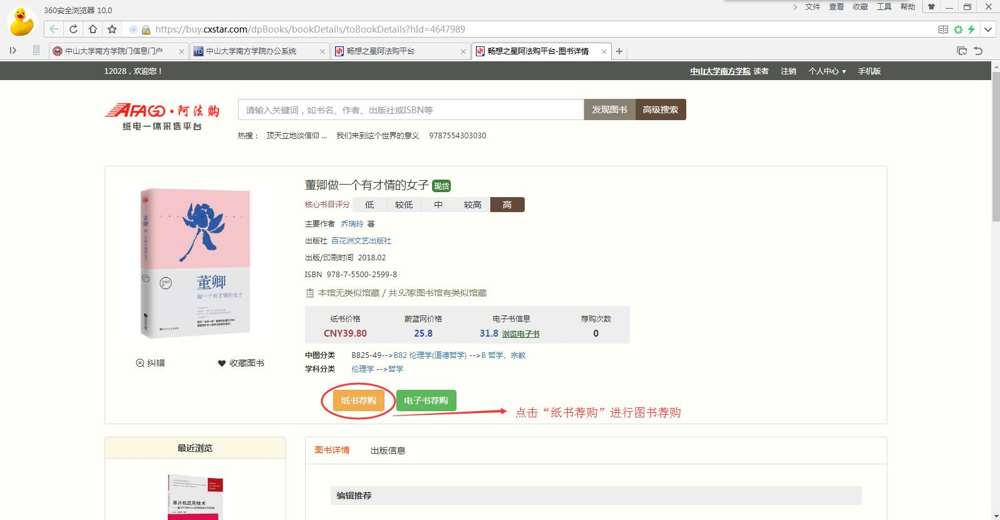 360安全浏览器 10.0
文件 查看 收藏 工具 帮助
https://buy.cxstar.com/dpBooks/bookDetails/toBookDetails?hId=4647989
中山大学南方学院门信息门户
中山大学南方学院办公系统
畅想之星阿法购平台
畅想之星阿法购平台-图书详情
12028，欢迎您！
中山大学南方学院 读者 注销 个人中心 ▼ 手机版
AFAGO·阿法购
纸电一体采选平台
请输入关键词，如书名、作者、出版社或ISBN等
发现图书 高级搜索
热搜： 顶天立地谈信仰 ... 我们来到这个世界的意义 9787554303030
董卿做一个有才情的女子 现货
核心书目评分 低 较低 中 较高 高
主要作者 乔瑞玲 著
出版社 百花洲文艺出版社
出版/印刷时间 2018.02
ISBN 978-7-5500-2599-8
本馆无类似馆藏 / 共92家图书馆有类似馆藏
纸书价格 蔚蓝网价格 电子书信息 荐购次数
CNY39.80 25.8 31.8 浏览电子书 0
中图分类 B825-49-->B82 伦理学(道德哲学) -->B 哲学、宗教
学科分类 伦理学 -->哲学
董卿
做一个有才情的女子
董卿
做一个有才情的女子
纠错 收藏图书
纸书荐购 电子书荐购
点击“纸书荐购”进行图书荐购
最近浏览
单片机应用技术
图书详情 出版信息
编辑推荐